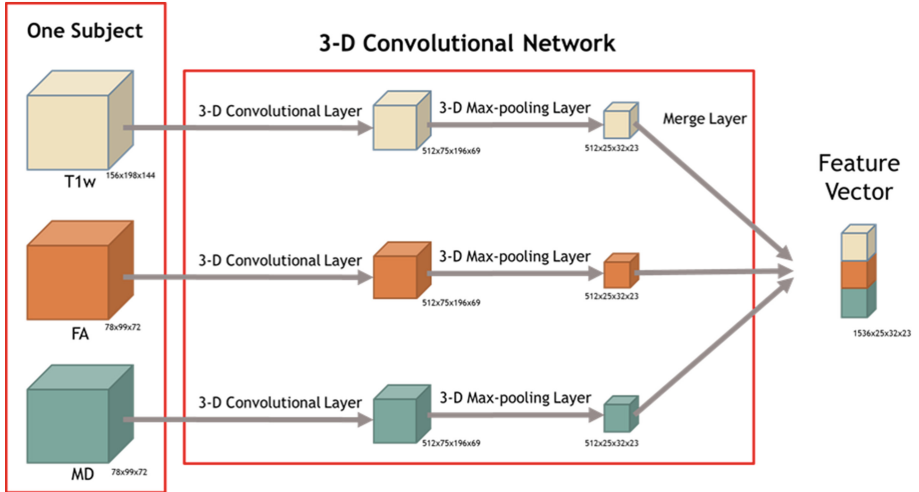 One Subject
3-D Convolutional Network
3-D Convolutional Layer
3-D Max-pooling Layer
Merge Layer
512x75x196x69
512x25x32x23
156x198x144
T1w
Feature
Vector
3-D Convolutional Layer
3-D Max-pooling Layer
512x75x196x69
512x25x32x23
78x99x72
FA
1536x25x32x23
3-D Convolutional Layer
3-D Max-pooling Layer
512x75x196x69
512x25x32x23
78x99x72
MD